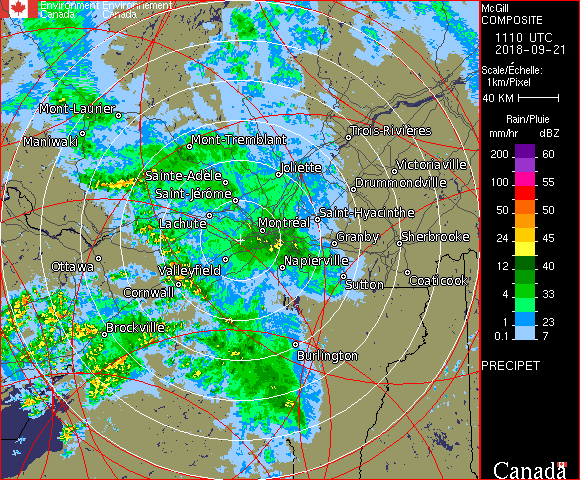 Environment Environnement
Canada Canada
McGill
COMPOSITE
1110 UTC
2018-09-21
Scale/Échelle:
1km/Pixel
40 KM
Rain/Pluie
mm/hr dBZ
200 60
100 55
50 50
24 45
12 40
4 33
1 23
0.1 7
PRECIPET
Canada
Mont-Laurier
Maniwaki
Mont-Tremblant
Trois-Rivières
Victoriaville
Joliette
Sainte-Adèle
Drummondville
Saint-Jérôme
Saint-Hyacinthe
Lachute
Montréal
Granby
Sherbrooke
Ottawa
Valleyfield
Napierville
Sutton
Coaticook
Cornwall
Brockville
Burlington